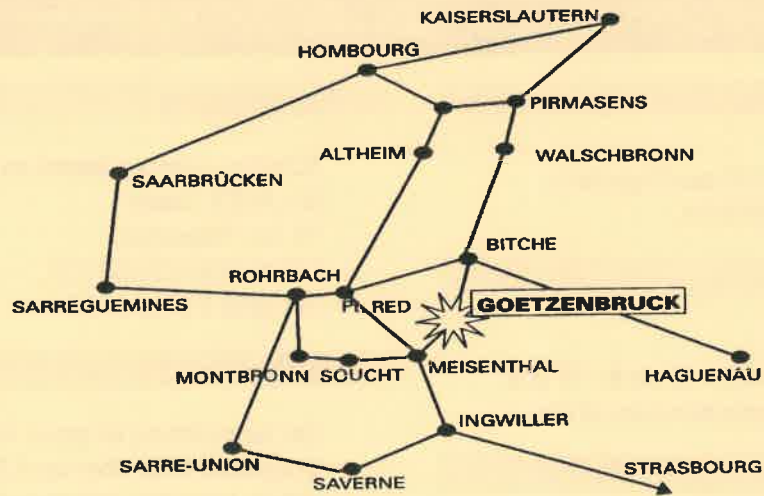 KAISERSLAUTERN
HOMBOURG
PIRMASENS
ALTHEIM
WALSCHBRONN
SAARBRÜCKEN
BITCHE
ROHRBACH
SARREGUEMINES
GOETZENBRUCK
MONTBRONN
SOUCHT
MEISENTHAL
HAGUENAU
INGWILLER
SARRE-UNION
SAVERNE
STRASBOURG